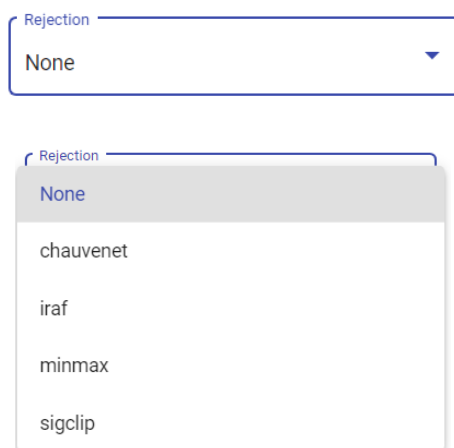 Rejection
None
Rejection
None
chauvenet
iraf
minmax
sigclip